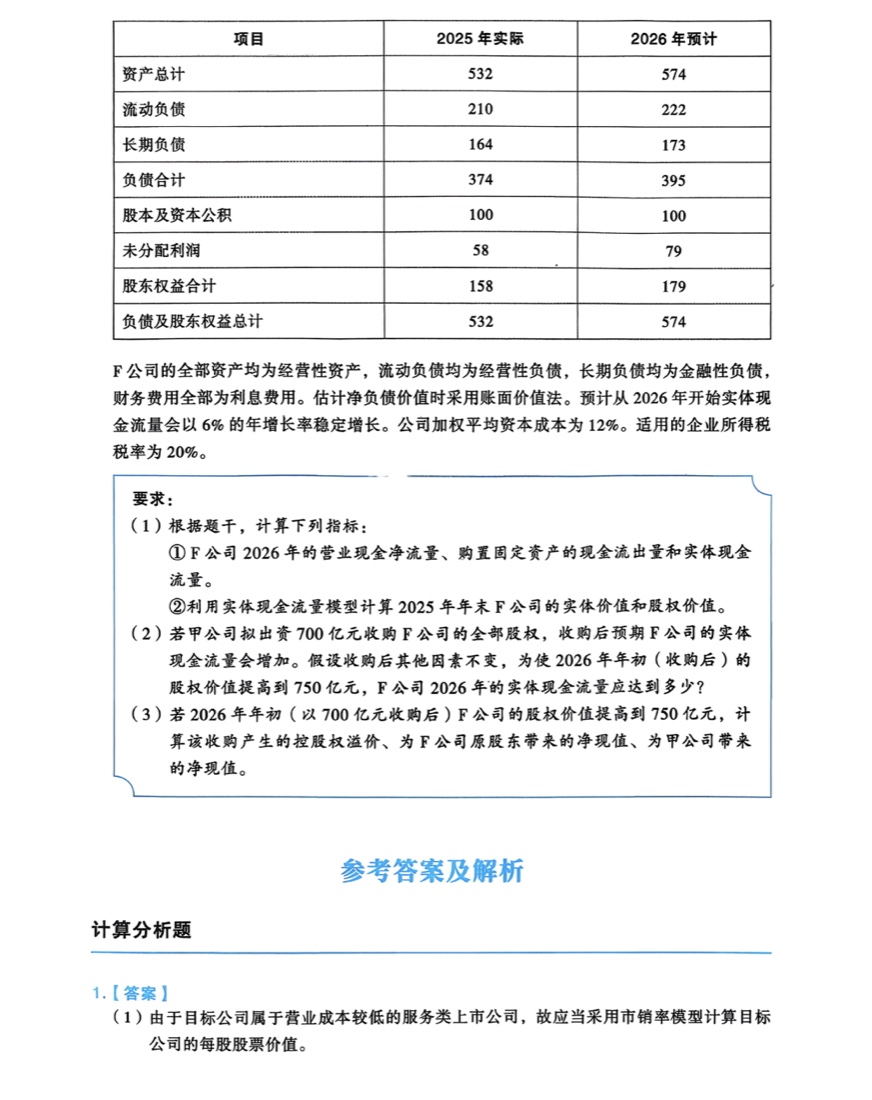 项目 2025年实际 2026年预计
资产总计 532 574
流动负债 210 222
长期负债 164 173
负债合计 374 395
股本及资本公积 100 100
未分配利润 58 79
股东权益合计 158 179
负债及股东权益总计 532 574
F公司的全部资产均为经营性资产，流动负债均为经营性负债，长期负债均为金融性负债，
财务费用全部为利息费用。估计净负债价值时采用账面价值法。预计从2026年开始实体现
金流量会以6%的年增长率稳定增长。公司加权平均资本成本为12%。适用的企业所得税
税率为20%。
要求：
（1）根据题干，计算下列指标：
①F公司2026年的营业现金净流量、购置固定资产的现金流出量和实体现金
流量。
②利用实体现金流量模型计算2025年年末F公司的实体价值和股权价值。
（2）若甲公司拟出资700亿元收购F公司的全部股权，收购后预期F公司的实体
现金流量会增加。假设收购后其他因素不变，为使2026年年初（收购后）的
股权价值提高到750亿元，F公司2026年的实体现金流量应达到多少？
（3）若2026年年初（以700亿元收购后）F公司的股权价值提高到750亿元，计
算该收购产生的控股权溢价、为F公司原股东带来的净现值、为甲公司带来
的净现值。
参考答案及解析
计算分析题
1.【答案】
（1）由于目标公司属于营业成本较低的服务类上市公司，故应当采用市销率模型计算目标
公司的每股股票价值。